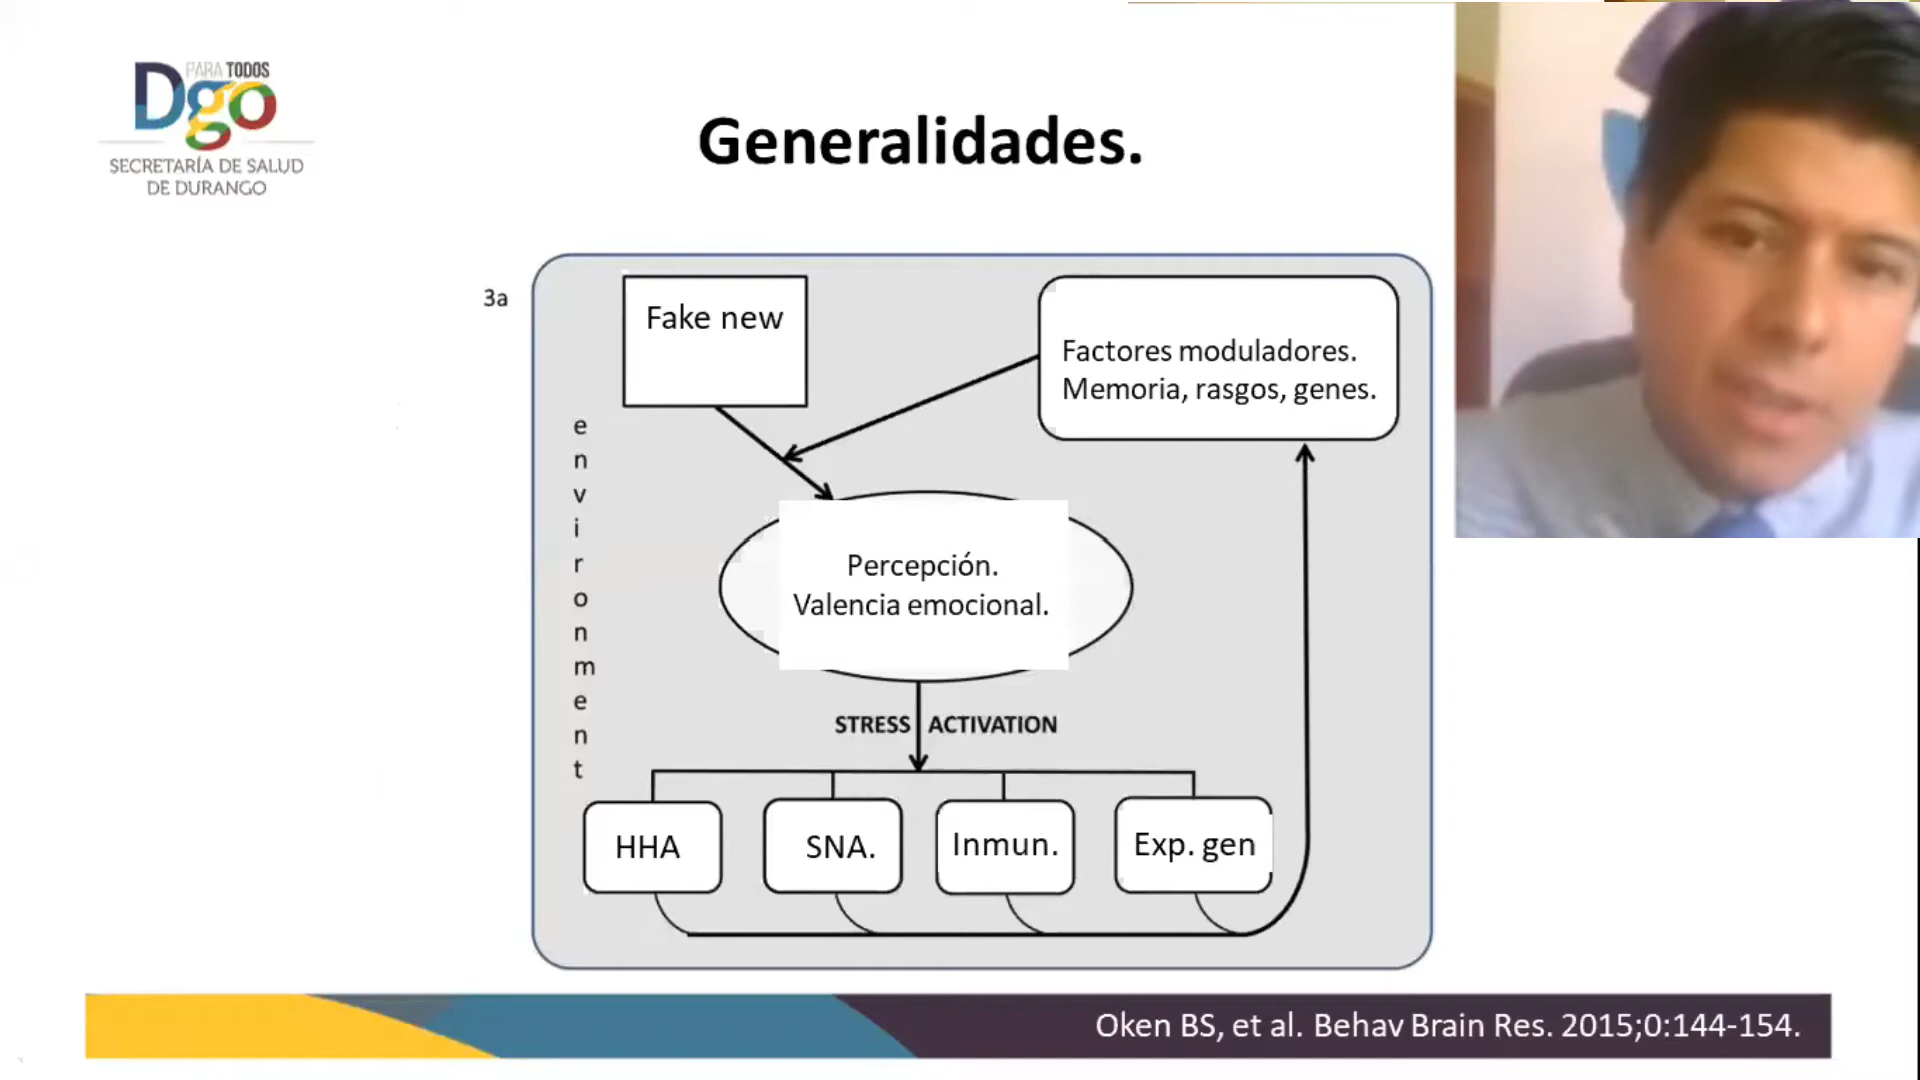 PARA TODOS
Dgo
SECRETARÍA DE SALUD
DE DURANGO
Generalidades.
3a
Fake new
Factores moduladores.
Memoria, rasgos, genes.
environment
Percepción.
Valencia emocional.
STRESS ACTIVATION
HHA
SNA.
Inmun.
Exp. gen
Oken BS, et al. Behav Brain Res. 2015;0:144-154.